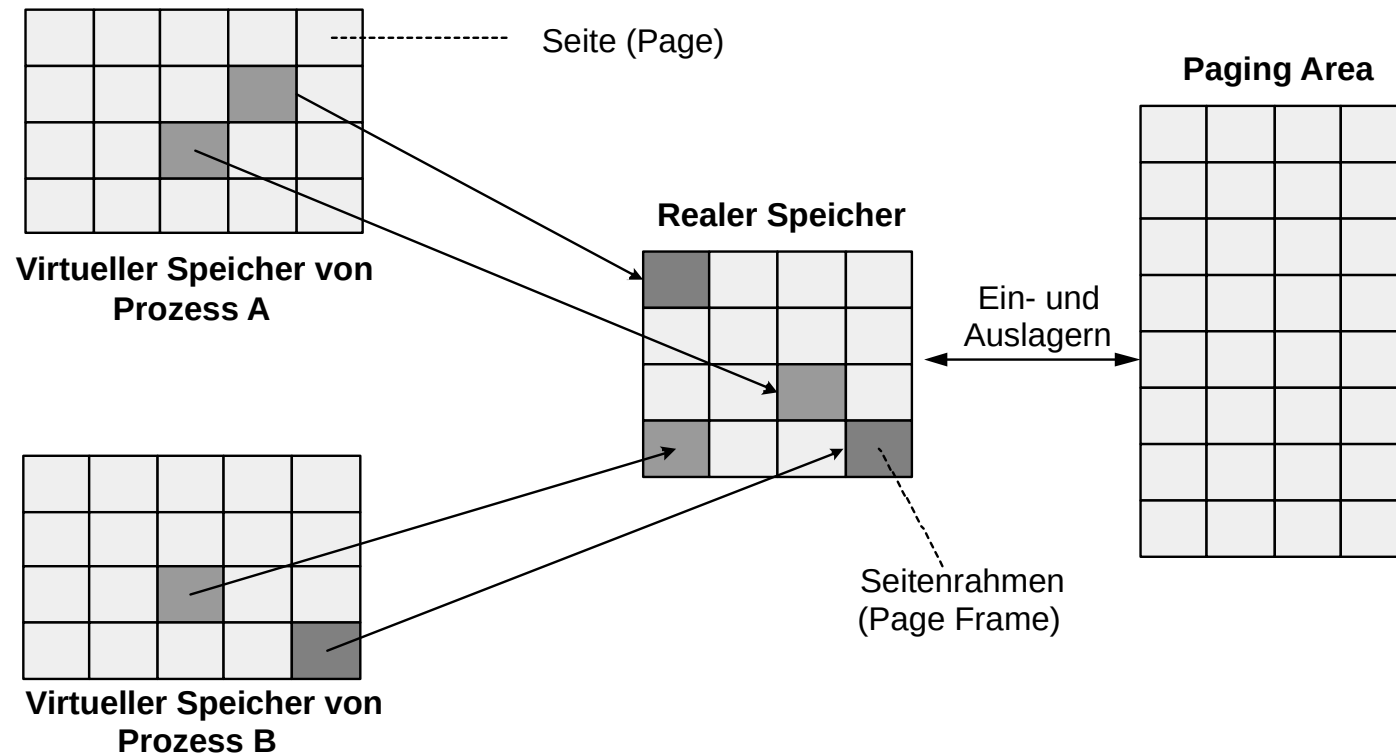 Seite (Page)
Paging Area
Realer Speicher
Virtueller Speicher von
Prozess A
Ein- und
Auslagern
Seitenrahmen
(Page Frame)
Virtueller Speicher von
Prozess B